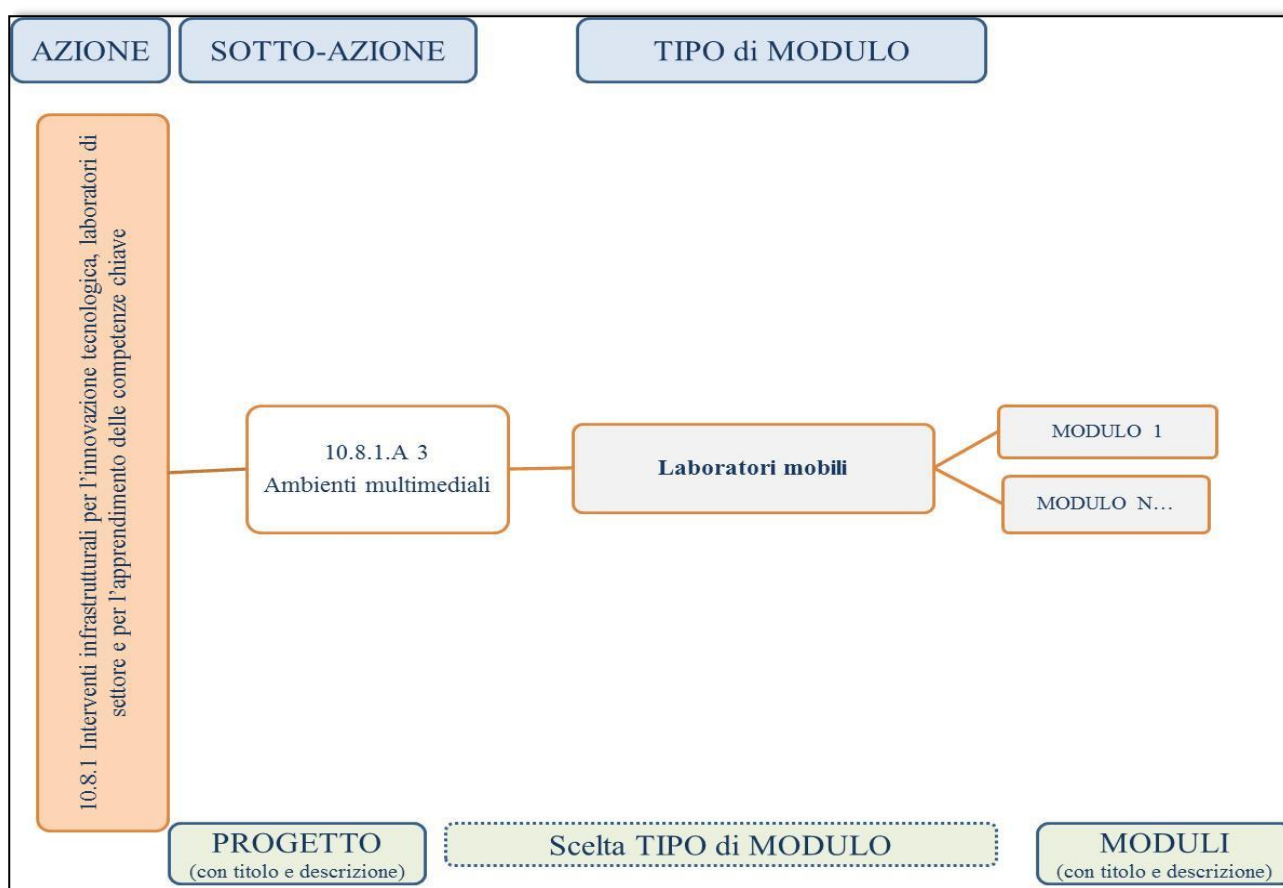 AZIONE
SOTTO-AZIONE
TIPO di MODULO
10.8.1 Interventi infrastrutturali per l'innovazione tecnologica, laboratori di
settore e per l'apprendimento delle competenze chiave
10.8.1.A 3
Ambienti multimediali
Laboratori mobili
MODULO 1
MODULO N...
PROGETTO
(con titolo e descrizione)
Scelta TIPO di MODULO
MODULI
(con titolo e descrizione)